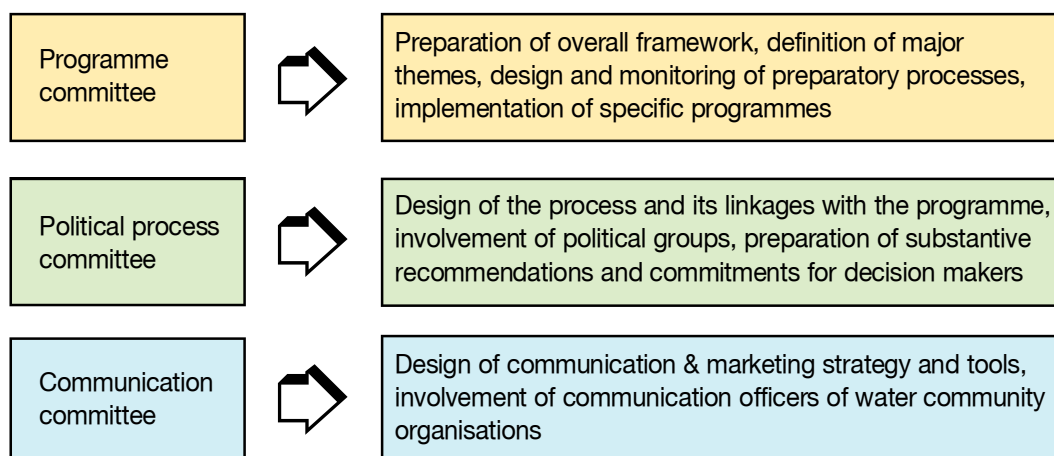 Programme
committee
Preparation of overall framework, definition of major
themes, design and monitoring of preparatory processes,
implementation of specific programmes
Political process
committee
Design of the process and its linkages with the programme,
involvement of political groups, preparation of substantive
recommendations and commitments for decision makers
Communication
committee
Design of communication & marketing strategy and tools,
involvement of communication officers of water community
organisations